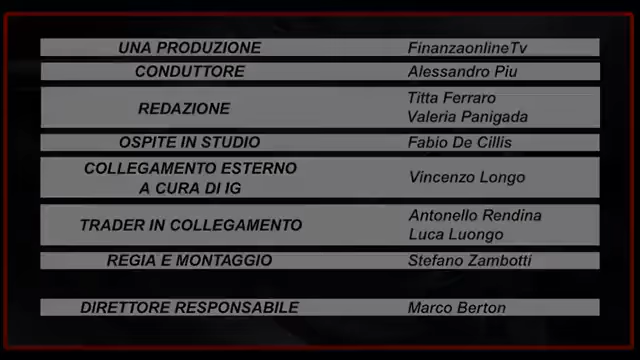 UNA PRODUZIONE FinanzaonlineTv
CONDUTTORE Alessandro Piu
REDAZIONE Titta Ferraro
Valeria Panigada
OSPITE IN STUDIO Fabio De Cillis
COLLEGAMENTO ESTERNO
A CURA DI IG Vincenzo Longo
TRADER IN COLLEGAMENTO Antonello Rendina
Luca Luongo
REGIA E MONTAGGIO Stefano Zambotti
DIRETTORE RESPONSABILE Marco Berton